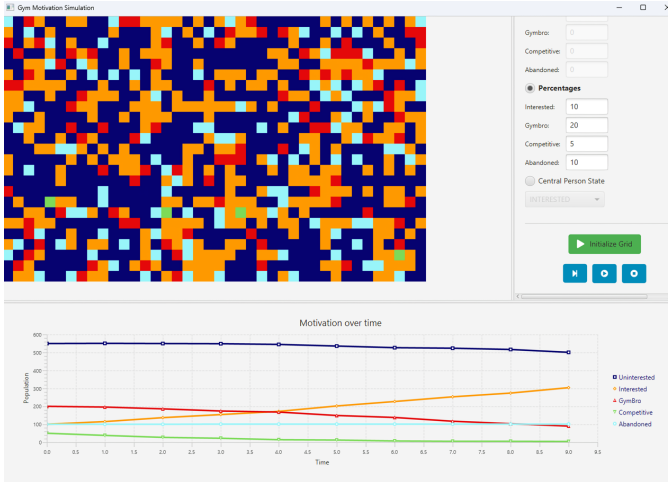 Gym Motivation Simulation
Gymbro: 0
Competitive: 0
Abandoned: 0
Percentages
Interested: 10
Gymbro: 20
Competitive: 5
Abandoned: 10
Central Person State
INTERESTED
Initialize Grid
Motivation over time
Population
600
500
400
300
200
100
0
0.0 0.5 1.0 1.5 2.0 2.5 3.0 3.5 4.0 4.5 5.0 5.5 6.0 6.5 7.0 7.5 8.0 8.5 9.0 9.5
Time
Uninterested
Interested
GymBro
Competitive
Abandoned